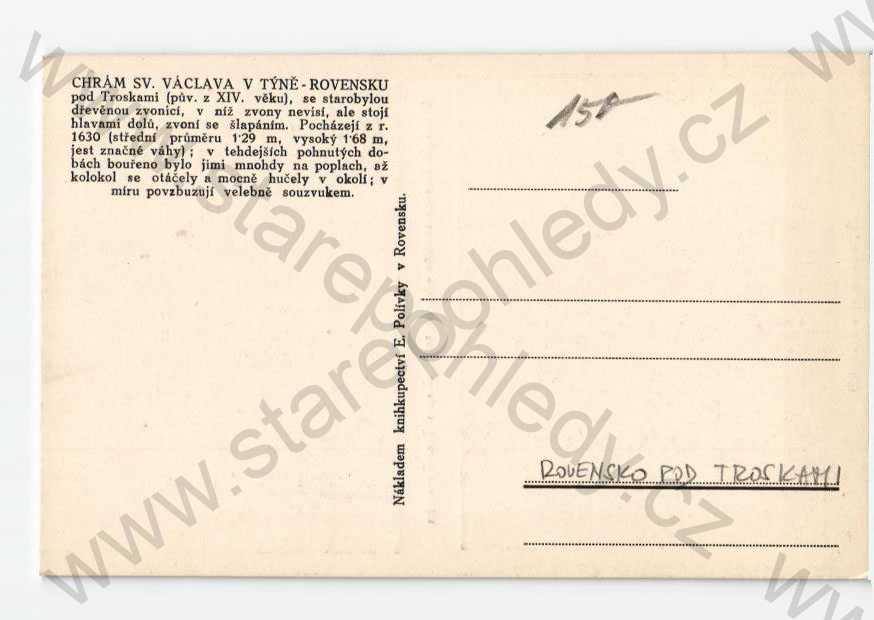 CHRÁM SV. VÁCLAVA V TÝNĚ - ROVENSKU
pod Troskami (pův. z XIV. věku), se starobylou
dřevěnou zvonicí, v níž zvony nevisí, ale stojí
hlavami dolů, zvoní se šlapáním. Pocházejí z r.
1630 (střední průměru 1·29 m, vysoký 1·68 m,
jest značné váhy); v tehdejších pohnutých do-
bách bouřeno bylo jimi mnohdy na poplach, až
kolokol se otáčely a mocně hučely v okolí; v
míru povzbuzují velebně souzvukem.
Nákladem knihkupectví E. Polívky v Rovensku.
ROVENSKO POD TROSKAMI
www.starepohledy.cz
www.starepohledy.cz